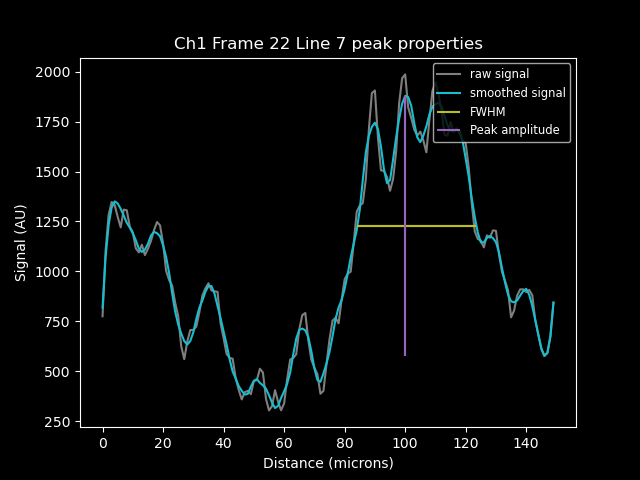 Ch1 Frame 22 Line 7 peak properties
raw signal
smoothed signal
FWHM
Peak amplitude
Signal (AU)
2000
1750
1500
1250
1000
750
500
250
0 20 40 60 80 100 120 140
Distance (microns)